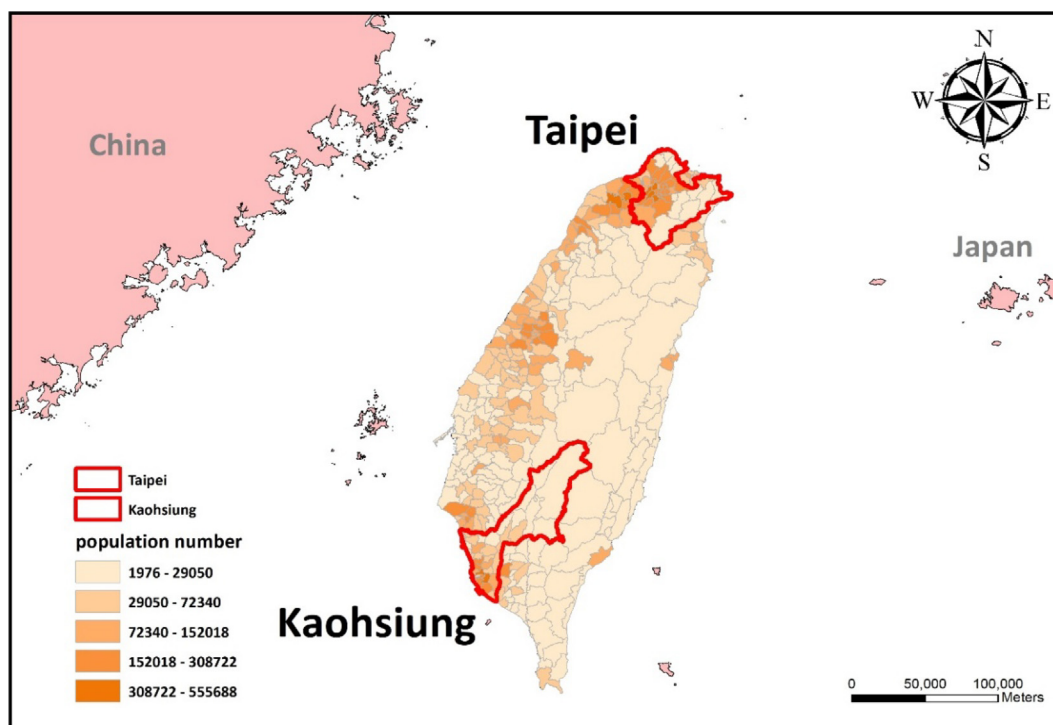 China
Taipei
N
W
E
S
Japan
Taipei
Kaohsiung
population number
1976 - 29050
29050 - 72340
72340 - 152018
152018 - 308722
308722 - 555688
Kaohsiung
0 50,000 100,000
Meters